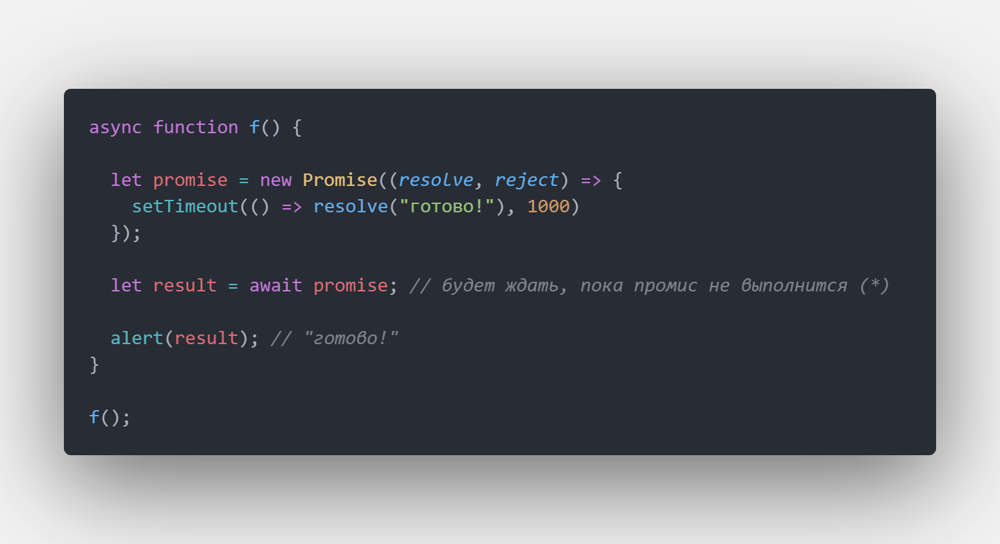 async function f() {
  let promise = new Promise((resolve, reject) => {
    setTimeout(() => resolve("готово!"), 1000)
  });
  let result = await promise; // будет ждать, пока промис не выполнится (*)
  alert(result); // "готово!"
}
f();